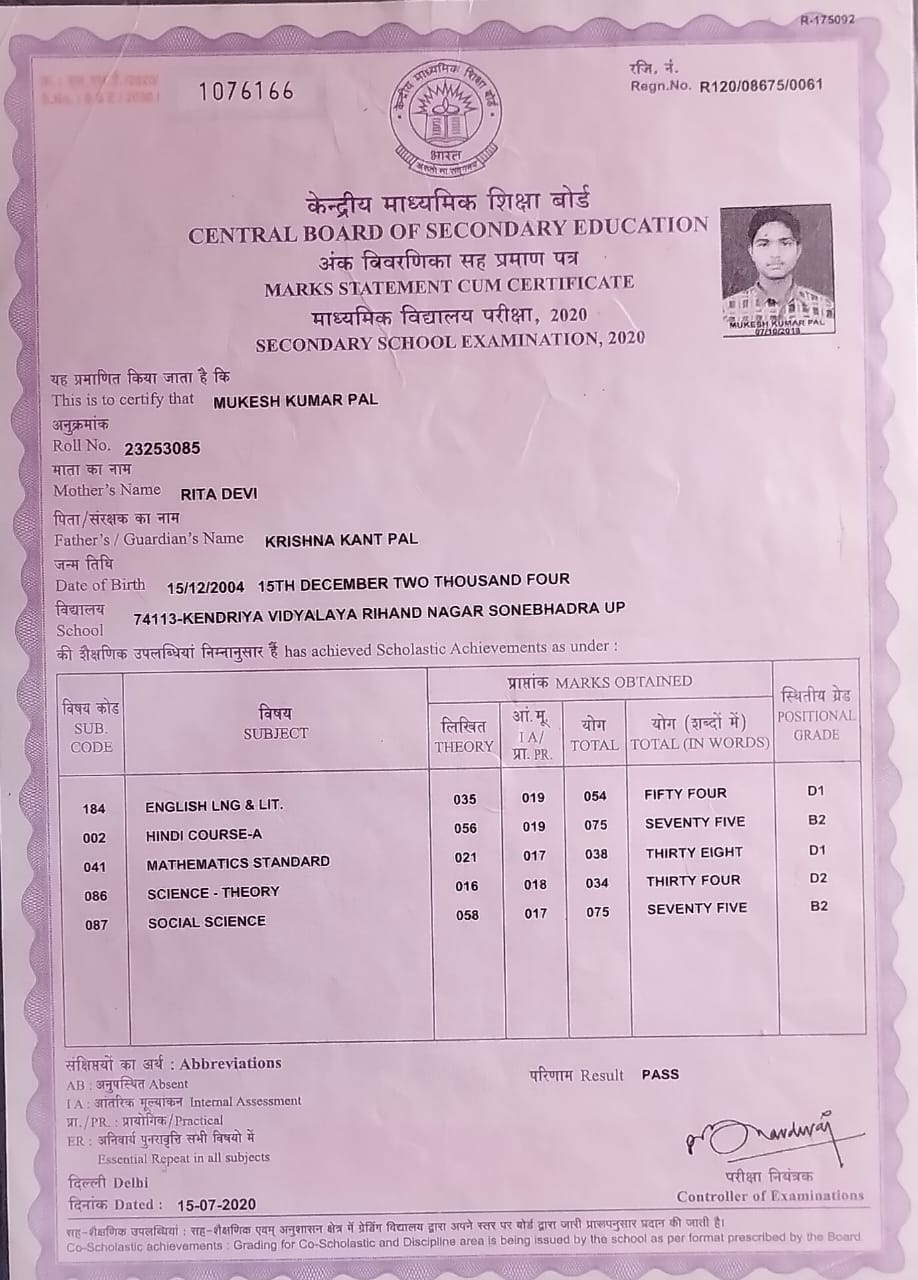 R-175092
1076166
रजि. नं.
Regn.No. R120/08675/0061
केन्द्रीय माध्यमिक शिक्षा बोर्ड
भारत
असतो मा सद्गमय
केन्द्रीय माध्यमिक शिक्षा बोर्ड
CENTRAL BOARD OF SECONDARY EDUCATION
अंक विवरणिका सह प्रमाण पत्र
MARKS STATEMENT CUM CERTIFICATE
माध्यमिक विद्यालय परीक्षा, 2020
SECONDARY SCHOOL EXAMINATION, 2020
MUKESH KUMAR PAL
07/10/2018
यह प्रमाणित किया जाता है कि
This is to certify that MUKESH KUMAR PAL
अनुक्रमांक
Roll No. 23253085
माता का नाम
Mother's Name RITA DEVI
पिता/संरक्षक का नाम
Father's / Guardian's Name KRISHNA KANT PAL
जन्म तिथि
Date of Birth 15/12/2004 15TH DECEMBER TWO THOUSAND FOUR
विद्यालय
School 74113-KENDRIYA VIDYALAYA RIHAND NAGAR SONEBHADRA UP
की शैक्षणिक उपलब्धियां निम्नानुसार हैं has achieved Scholastic Achievements as under :
विषय कोड SUB. CODE
विषय SUBJECT
प्राप्तांक MARKS OBTAINED
लिखित THEORY
आं. मू. I A/ प्रा. PR.
योग TOTAL
योग (शब्दों में) TOTAL (IN WORDS)
स्थितीय ग्रेड POSITIONAL GRADE
184 ENGLISH LNG & LIT. 035 019 054 FIFTY FOUR D1
002 HINDI COURSE-A 056 019 075 SEVENTY FIVE B2
041 MATHEMATICS STANDARD 021 017 038 THIRTY EIGHT D1
086 SCIENCE - THEORY 016 018 034 THIRTY FOUR D2
087 SOCIAL SCIENCE 058 017 075 SEVENTY FIVE B2
संक्षिप्तियों का अर्थ : Abbreviations
AB : अनुपस्थित Absent
I A : आंतरिक मूल्यांकन Internal Assessment
प्रा./PR. : प्रायोगिक/Practical
ER : अनिवार्य पुनरावृत्ति सभी विषयो में
Essential Repeat in all subjects
परिणाम Result PASS
दिल्ली Delhi
दिनांक Dated : 15-07-2020
परीक्षा नियंत्रक
Controller of Examinations
सह-शैक्षणिक उपलब्धियां : सह-शैक्षणिक एवम् अनुशासन क्षेत्र में ग्रेडिंग विद्यालय द्वारा अपने स्तर पर बोर्ड द्वारा जारी प्रारूपनुसार प्रदान की जाती है।
Co-Scholastic achievements : Grading for Co-Scholastic and Discipline area is being issued by the school as per format prescribed by the Board.